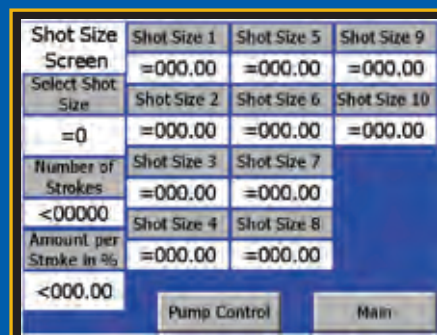 Shot Size
Screen
Select Shot
Size
=0
Number of
Strokes
<00000
Amount per
Stroke in %
<000.00
Shot Size 1
=000.00
Shot Size 2
=000.00
Shot Size 3
=000.00
Shot Size 4
=000.00
Shot Size 5
=000.00
Shot Size 6
=000.00
Shot Size 7
=000.00
Shot Size 8
=000.00
Shot Size 9
=000.00
Shot Size 10
=000.00
Pump Control
Main